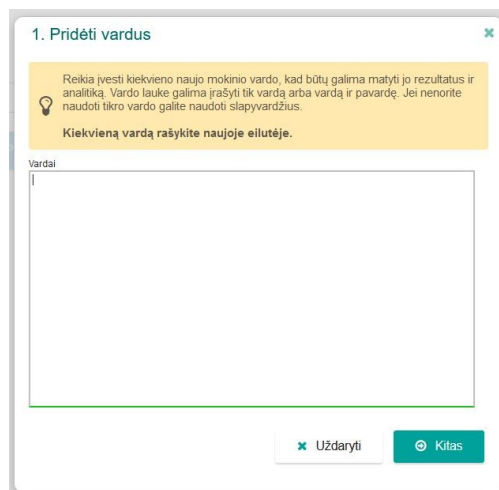 1. Pridėti vardus
Reikia įvesti kiekvieno naujo mokinio vardo, kad būtų galima matyti jo rezultatus ir
analitiką. Vardo lauke galima įrašyti tik vardą arba vardą ir pavardę. Jei nenorite
naudoti tikro vardo galite naudoti slapyvardžius.
Kiekvieną vardą rašykite naujoje eilutėje.
Vardai
Uždaryti
Kitas